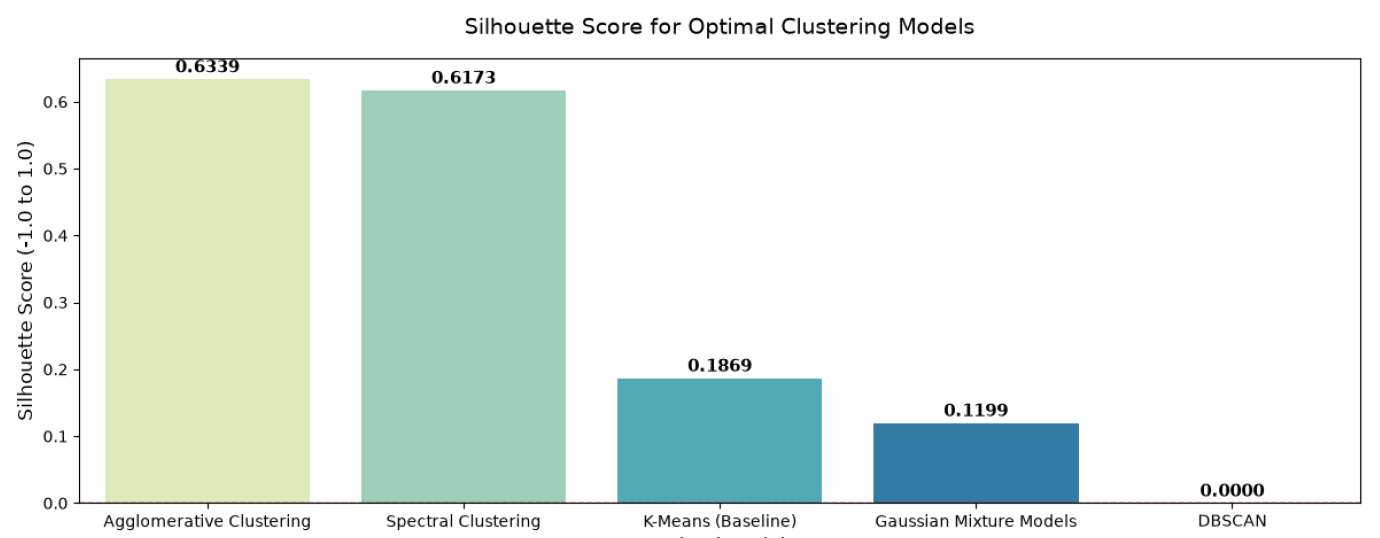 Silhouette Score for Optimal Clustering Models
Silhouette Score (-1.0 to 1.0)
0.6
0.5
0.4
0.3
0.2
0.1
0.0
0.6339
0.6173
0.1869
0.1199
0.0000
Agglomerative Clustering
Spectral Clustering
K-Means (Baseline)
Gaussian Mixture Models
DBSCAN